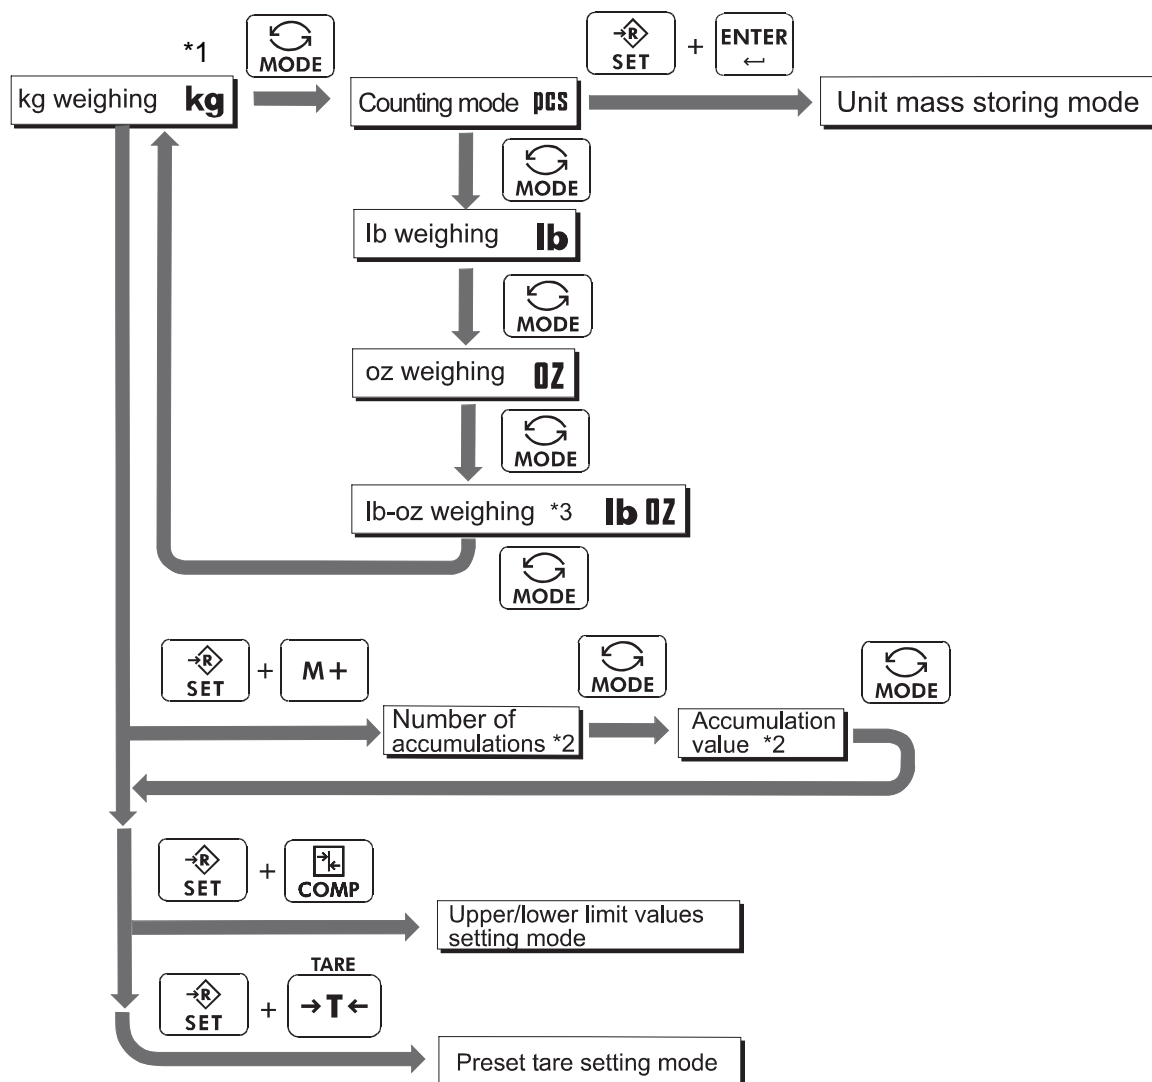 *1
MODE
SET + ENTER
kg weighing kg
Counting mode pcs
Unit mass storing mode
MODE
lb weighing lb
MODE
oz weighing oz
MODE
lb-oz weighing *3 lb oz
MODE
SET + M+
MODE
MODE
Number of
accumulations *2
Accumulation
value *2
SET + COMP
Upper/lower limit values
setting mode
TARE
SET + →T←
Preset tare setting mode